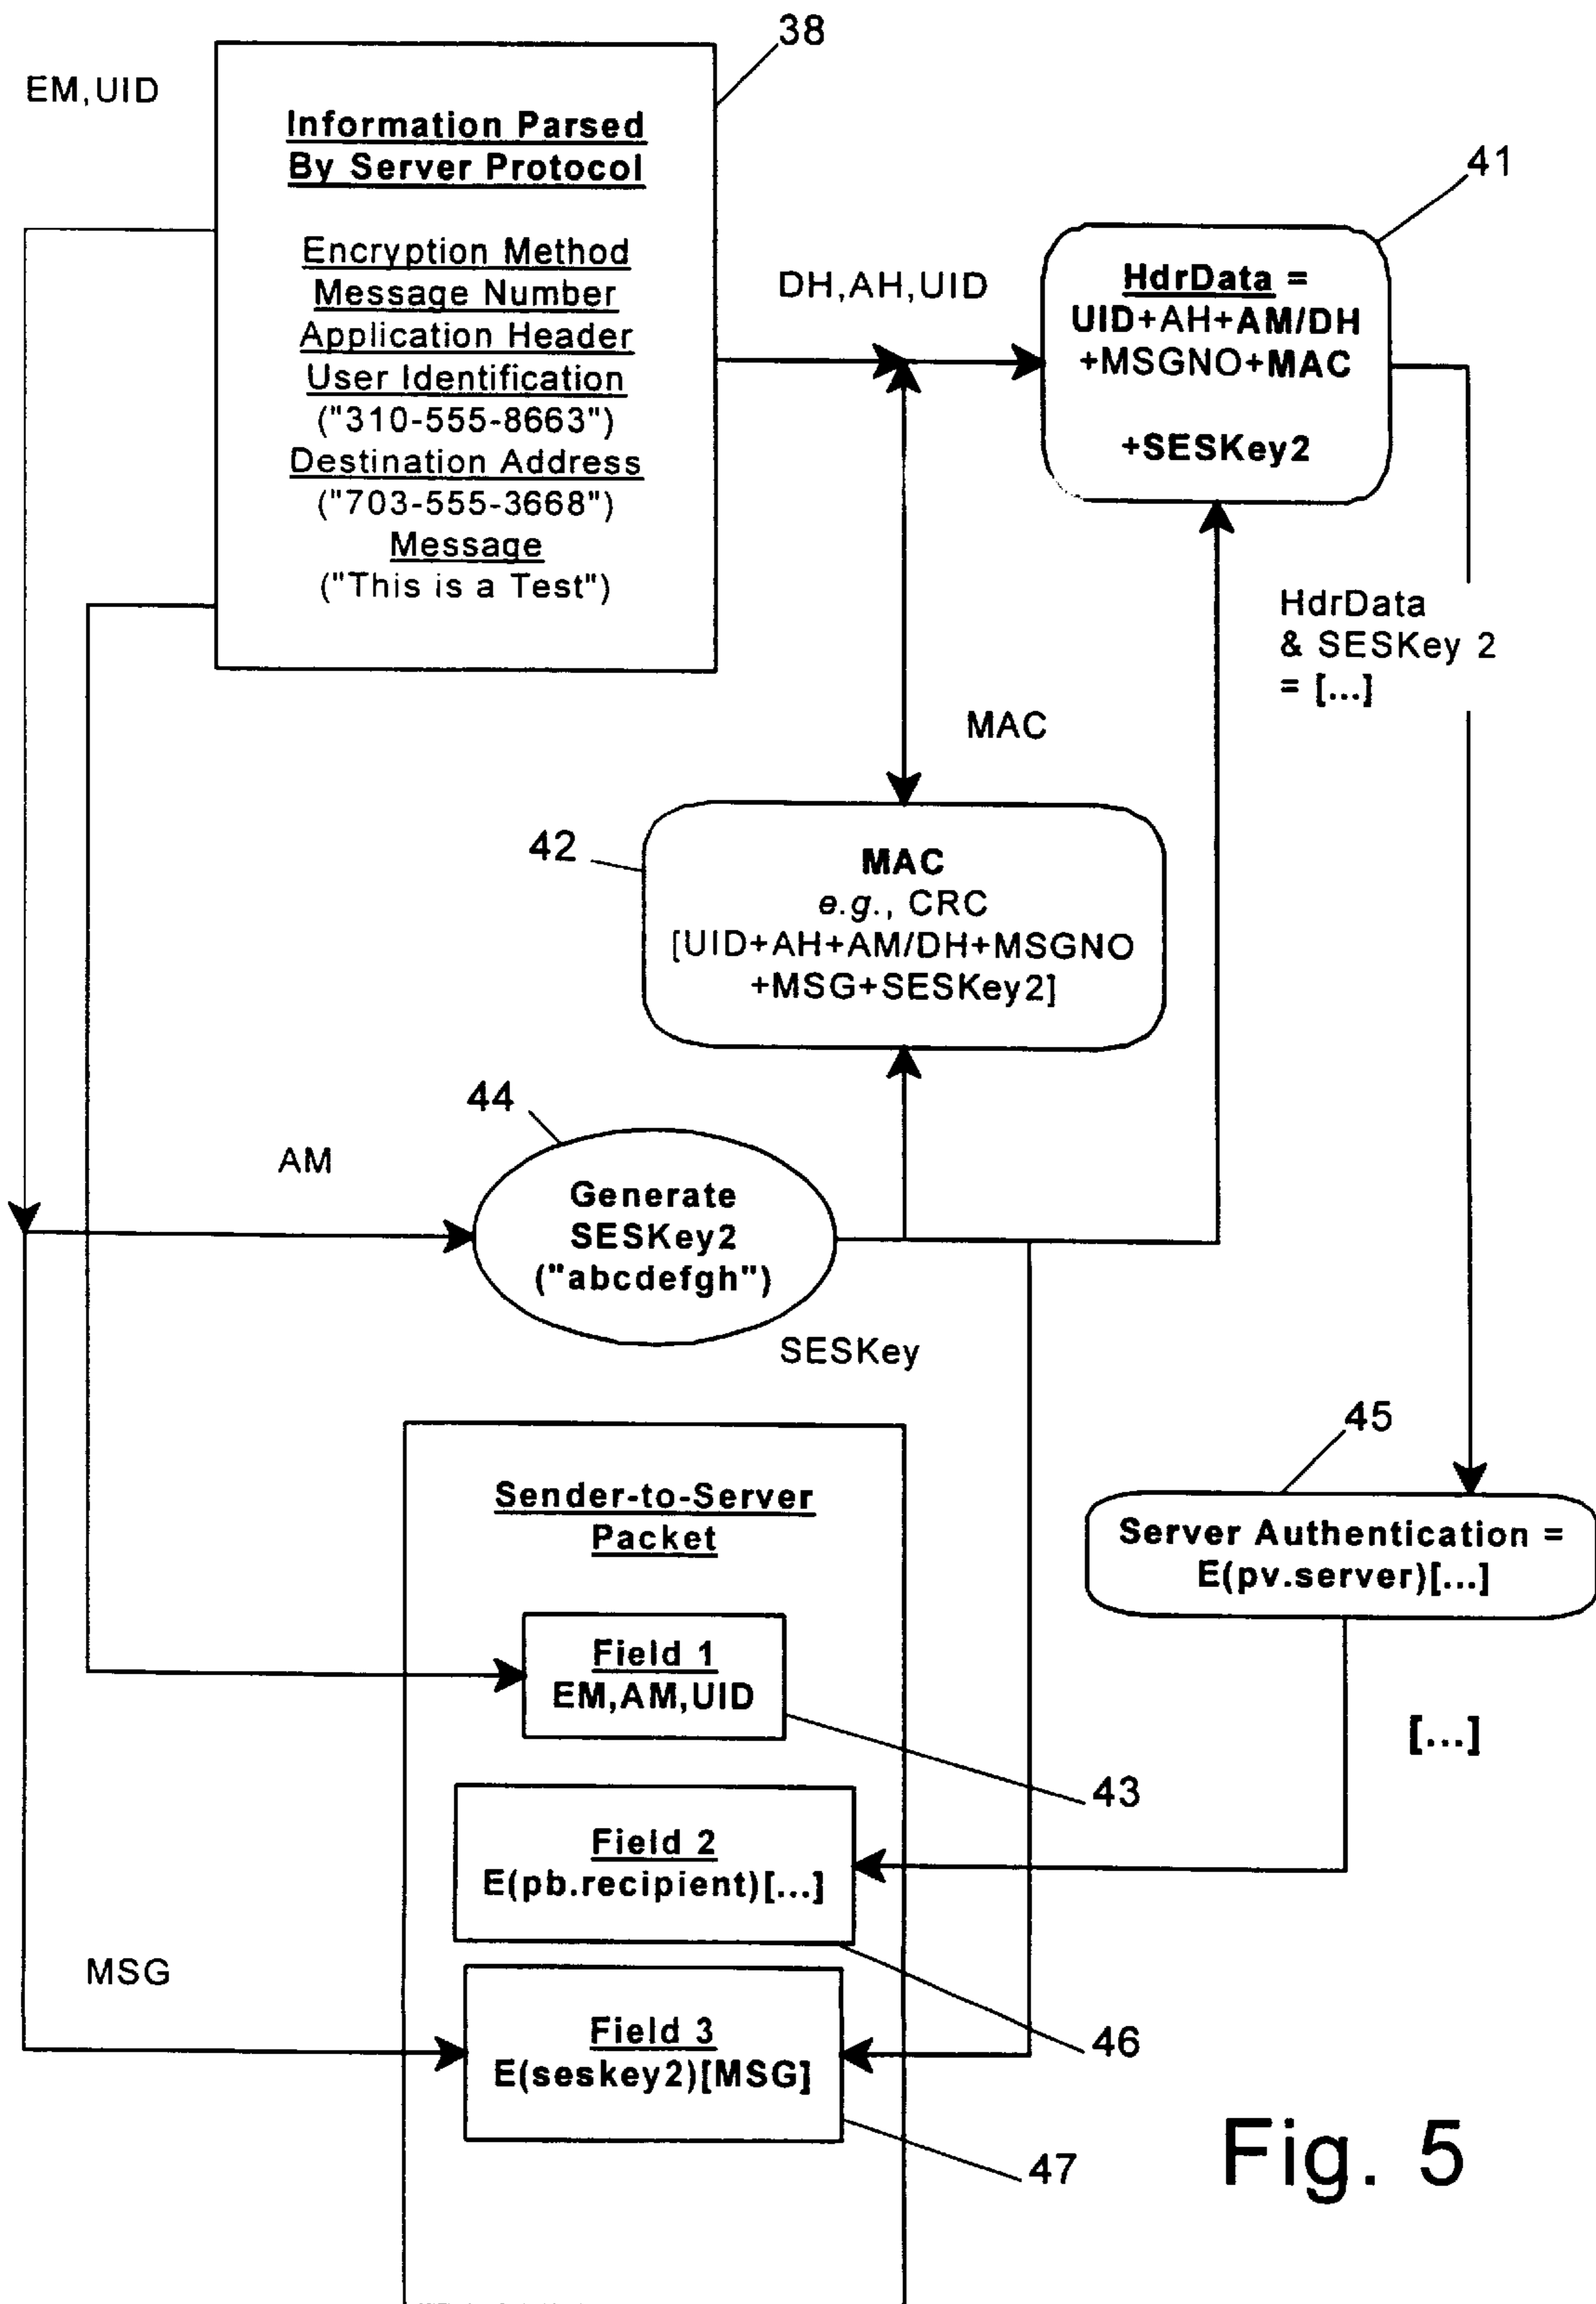 38
EM,UID
Information Parsed
By Server Protocol
Encryption Method
Message Number
Application Header
User Identification
("310-555-8663")
Destination Address
("703-555-3668")
Message
("This is a Test")
DH,AH,UID
41
HdrData =
UID+AH+AM/DH
+MSGNO+MAC
+SESKey2
HdrData
& SESKey 2
= [...]
MAC
42
MAC
e.g., CRC
[UID+AH+AM/DH+MSGNO
+MSG+SESKey2]
44
AM
Generate
SESKey2
("abcdefgh")
SESKey
45
Server Authentication =
E(pv.server)[...]
Sender-to-Server
Packet
Field 1
EM,AM,UID
[...]
43
Field 2
E(pb.recipient)[...]
MSG
46
Field 3
E(seskey2)[MSG]
47
Fig. 5